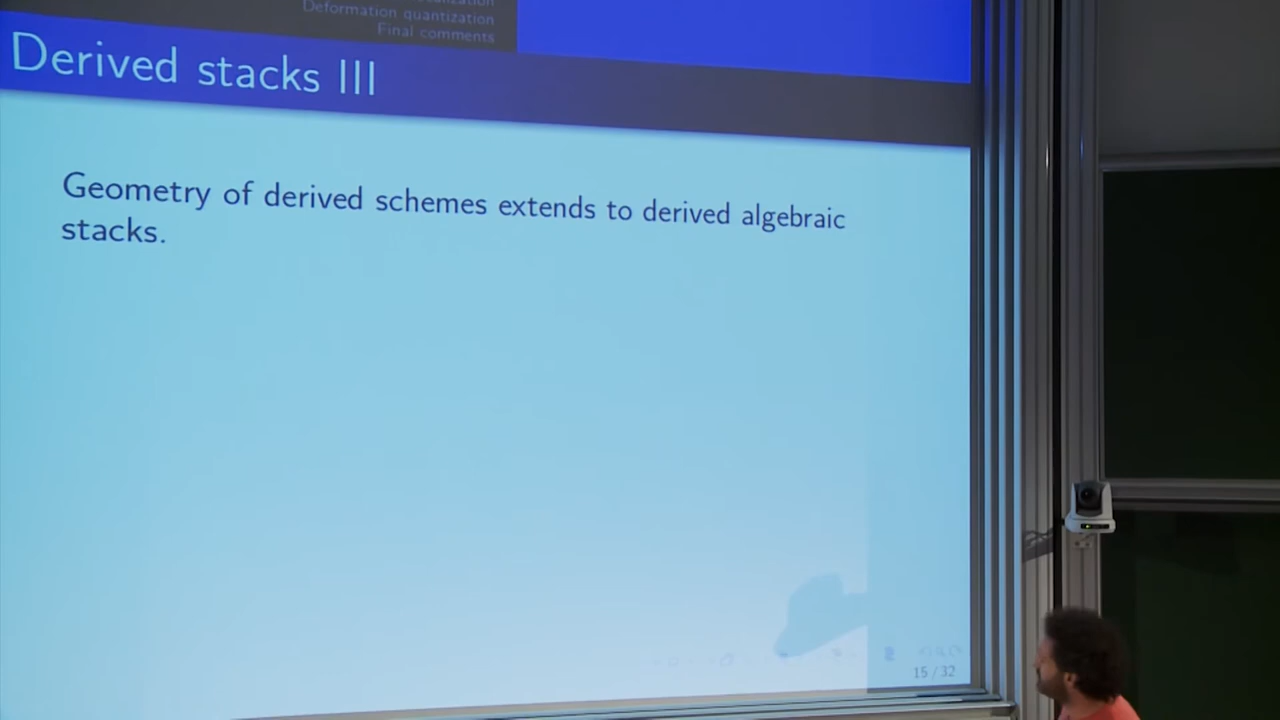 Deformation quantization
Final comments
Derived stacks III
Geometry of derived schemes extends to derived algebraic
stacks.
15 / 32